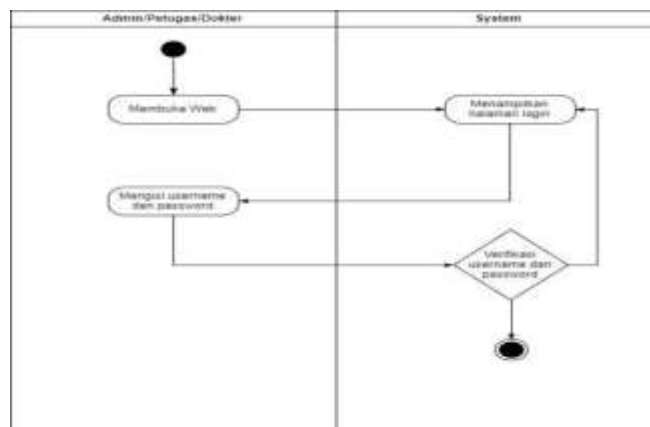 Admin/Petugas/Dokter
System
Membuka Web
Menampilkan
halaman login
Mengisi username
dan password
Verifikasi
username dan
password